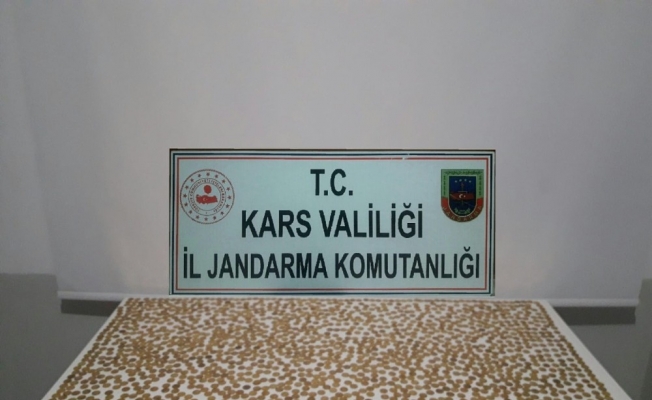 T.C.
KARS VALİLİĞİ
İL JANDARMA KOMUTANLIĞI